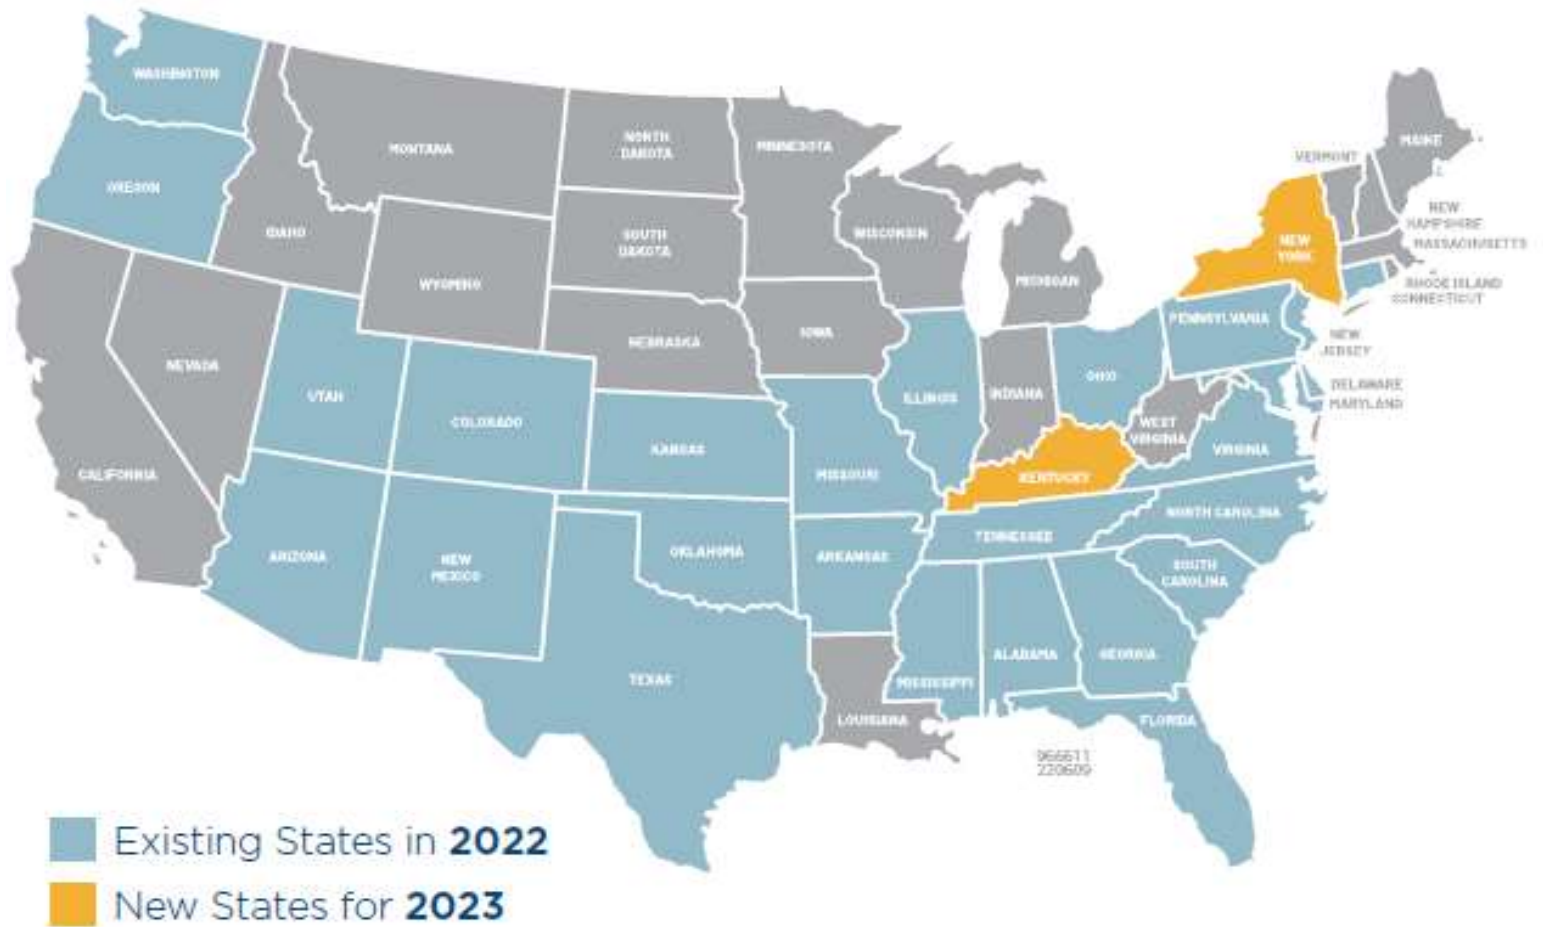 WASHINGTON
OREGON
MONTANA
IDAHO
WYOMING
NORTH
DAKOTA
SOUTH
DAKOTA
MINNESOTA
WISCONSIN
MICHIGAN
NEBRASKA
IOWA
NEVADA
UTAH
COLORADO
CALIFORNIA
KANSAS
MISSOURI
ILLINOIS
INDIANA
OHIO
WEST
VIRGINIA
VIRGINIA
KENTUCKY
PENNSYLVANIA
NEW
YORK
VERMONT
MAINE
NEW
HAMPSHIRE
MASSACHUSETTS
RHODE ISLAND
CONNECTICUT
NEW
JERSEY
DELAWARE
MARYLAND
ARIZONA
NEW
MEXICO
OKLAHOMA
ARKANSAS
TENNESSEE
NORTH CAROLINA
SOUTH
CAROLINA
TEXAS
LOUISIANA
MISSISSIPPI
ALABAMA
GEORGIA
FLORIDA
966611
220609
Existing States in 2022
New States for 2023